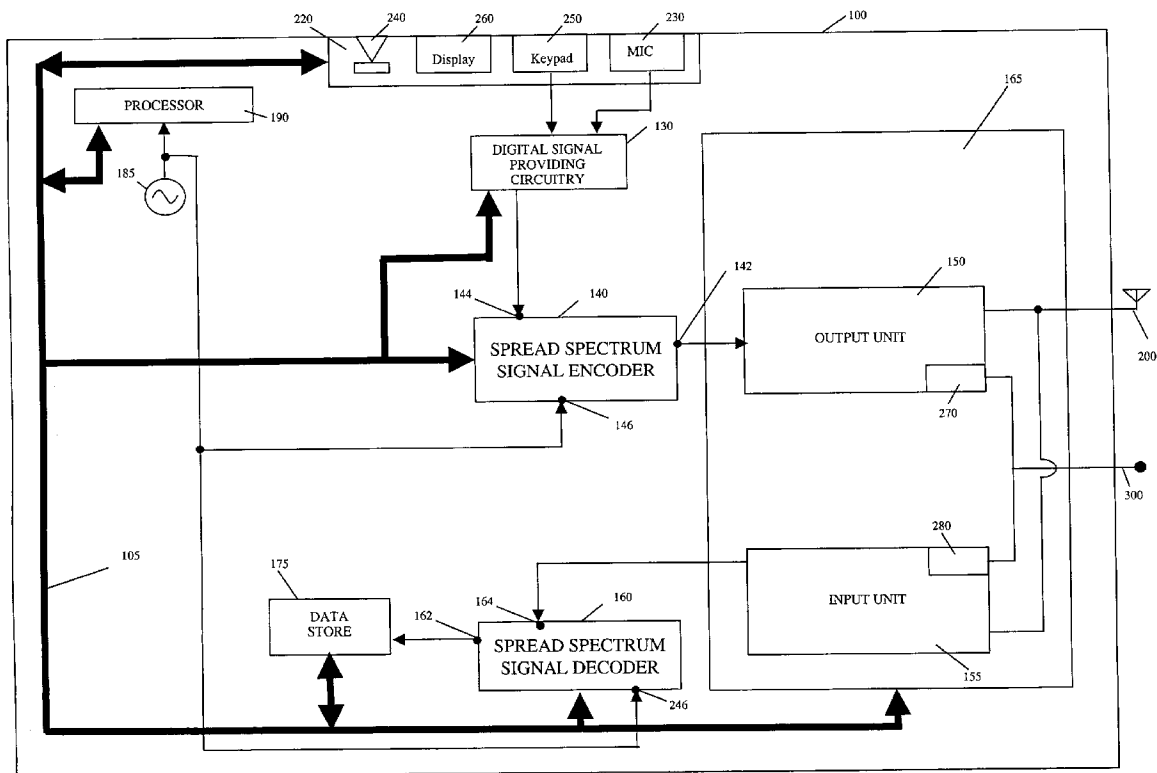 220
240
260
250
230
100
Display
Keypad
MIC
165
PROCESSOR
190
130
DIGITAL SIGNAL
PROVIDING
CIRCUITRY
185
144
140
142
150
SPREAD SPECTRUM
SIGNAL ENCODER
OUTPUT UNIT
200
270
146
300
280
105
175
164
160
162
DATA
STORE
SPREAD SPECTRUM
SIGNAL DECODER
INPUT UNIT
155
246